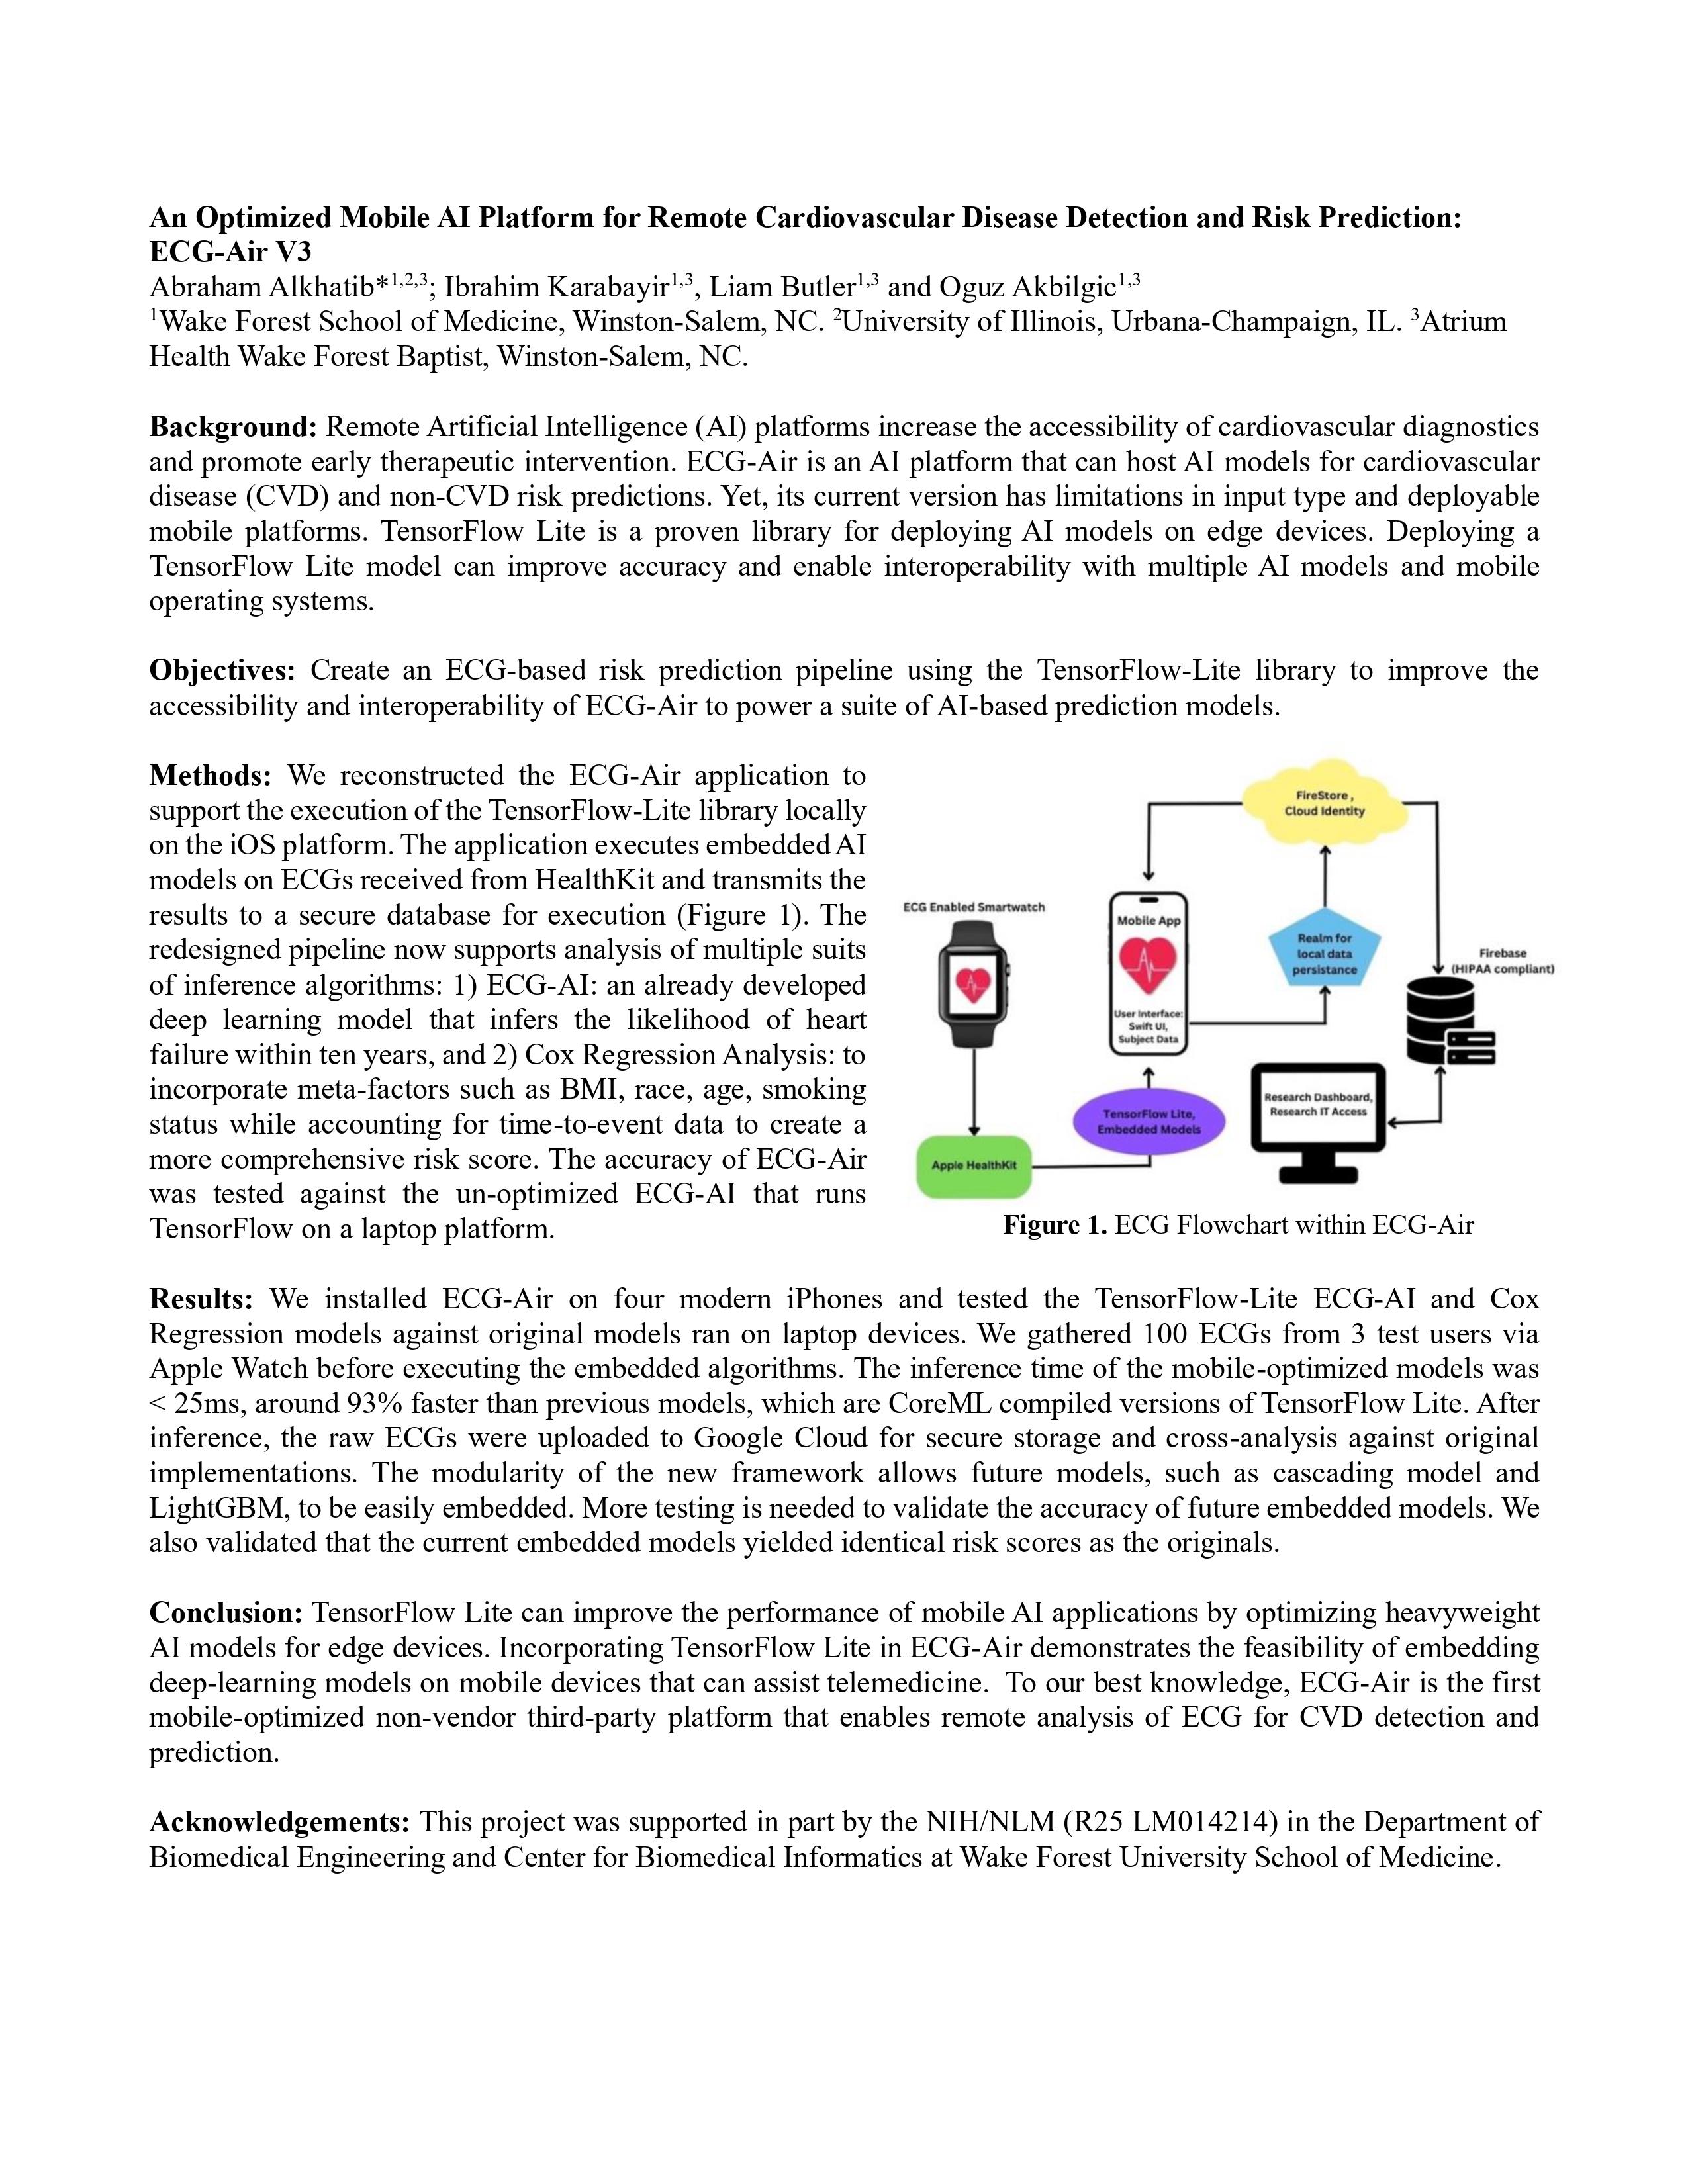 An Optimized Mobile AI Platform for Remote Cardiovascular Disease Detection and Risk Prediction:
ECG-Air V3
Abraham Alkhatib*1,2,3; Ibrahim Karabayir1,3, Liam Butler1,3 and Oguz Akbilgic1,3
1Wake Forest School of Medicine, Winston-Salem, NC. 2University of Illinois, Urbana-Champaign, IL. 3Atrium
Health Wake Forest Baptist, Winston-Salem, NC.
Background: Remote Artificial Intelligence (AI) platforms increase the accessibility of cardiovascular diagnostics
and promote early therapeutic intervention. ECG-Air is an AI platform that can host AI models for cardiovascular
disease (CVD) and non-CVD risk predictions. Yet, its current version has limitations in input type and deployable
mobile platforms. TensorFlow Lite is a proven library for deploying AI models on edge devices. Deploying a
TensorFlow Lite model can improve accuracy and enable interoperability with multiple AI models and mobile
operating systems.
Objectives: Create an ECG-based risk prediction pipeline using the TensorFlow-Lite library to improve the
accessibility and interoperability of ECG-Air to power a suite of AI-based prediction models.
Methods: We reconstructed the ECG-Air application to
support the execution of the TensorFlow-Lite library locally
on the iOS platform. The application executes embedded AI
models on ECGs received from HealthKit and transmits the
results to a secure database for execution (Figure 1). The
redesigned pipeline now supports analysis of multiple suits
of inference algorithms: 1) ECG-AI: an already developed
deep learning model that infers the likelihood of heart
failure within ten years, and 2) Cox Regression Analysis: to
incorporate meta-factors such as BMI, race, age, smoking
status while accounting for time-to-event data to create a
more comprehensive risk score. The accuracy of ECG-Air
was tested against the un-optimized ECG-AI that runs
TensorFlow on a laptop platform.
FireStore ,
Cloud Identity
ECG Enabled Smartwatch
Mobile App
User Interface:
Swift UI,
Subject Data
Realm for
local data
persistance
Firebase
(HIPAA compliant)
Research Dashboard,
Research IT Access
TensorFlow Lite,
Embedded Models
Apple HealthKit
Figure 1. ECG Flowchart within ECG-Air
Results: We installed ECG-Air on four modern iPhones and tested the TensorFlow-Lite ECG-AI and Cox
Regression models against original models ran on laptop devices. We gathered 100 ECGs from 3 test users via
Apple Watch before executing the embedded algorithms. The inference time of the mobile-optimized models was
< 25ms, around 93% faster than previous models, which are CoreML compiled versions of TensorFlow Lite. After
inference, the raw ECGs were uploaded to Google Cloud for secure storage and cross-analysis against original
implementations. The modularity of the new framework allows future models, such as cascading model and
LightGBM, to be easily embedded. More testing is needed to validate the accuracy of future embedded models. We
also validated that the current embedded models yielded identical risk scores as the originals.
Conclusion: TensorFlow Lite can improve the performance of mobile AI applications by optimizing heavyweight
AI models for edge devices. Incorporating TensorFlow Lite in ECG-Air demonstrates the feasibility of embedding
deep-learning models on mobile devices that can assist telemedicine. To our best knowledge, ECG-Air is the first
mobile-optimized non-vendor third-party platform that enables remote analysis of ECG for CVD detection and
prediction.
Acknowledgements: This project was supported in part by the NIH/NLM (R25 LM014214) in the Department of
Biomedical Engineering and Center for Biomedical Informatics at Wake Forest University School of Medicine.